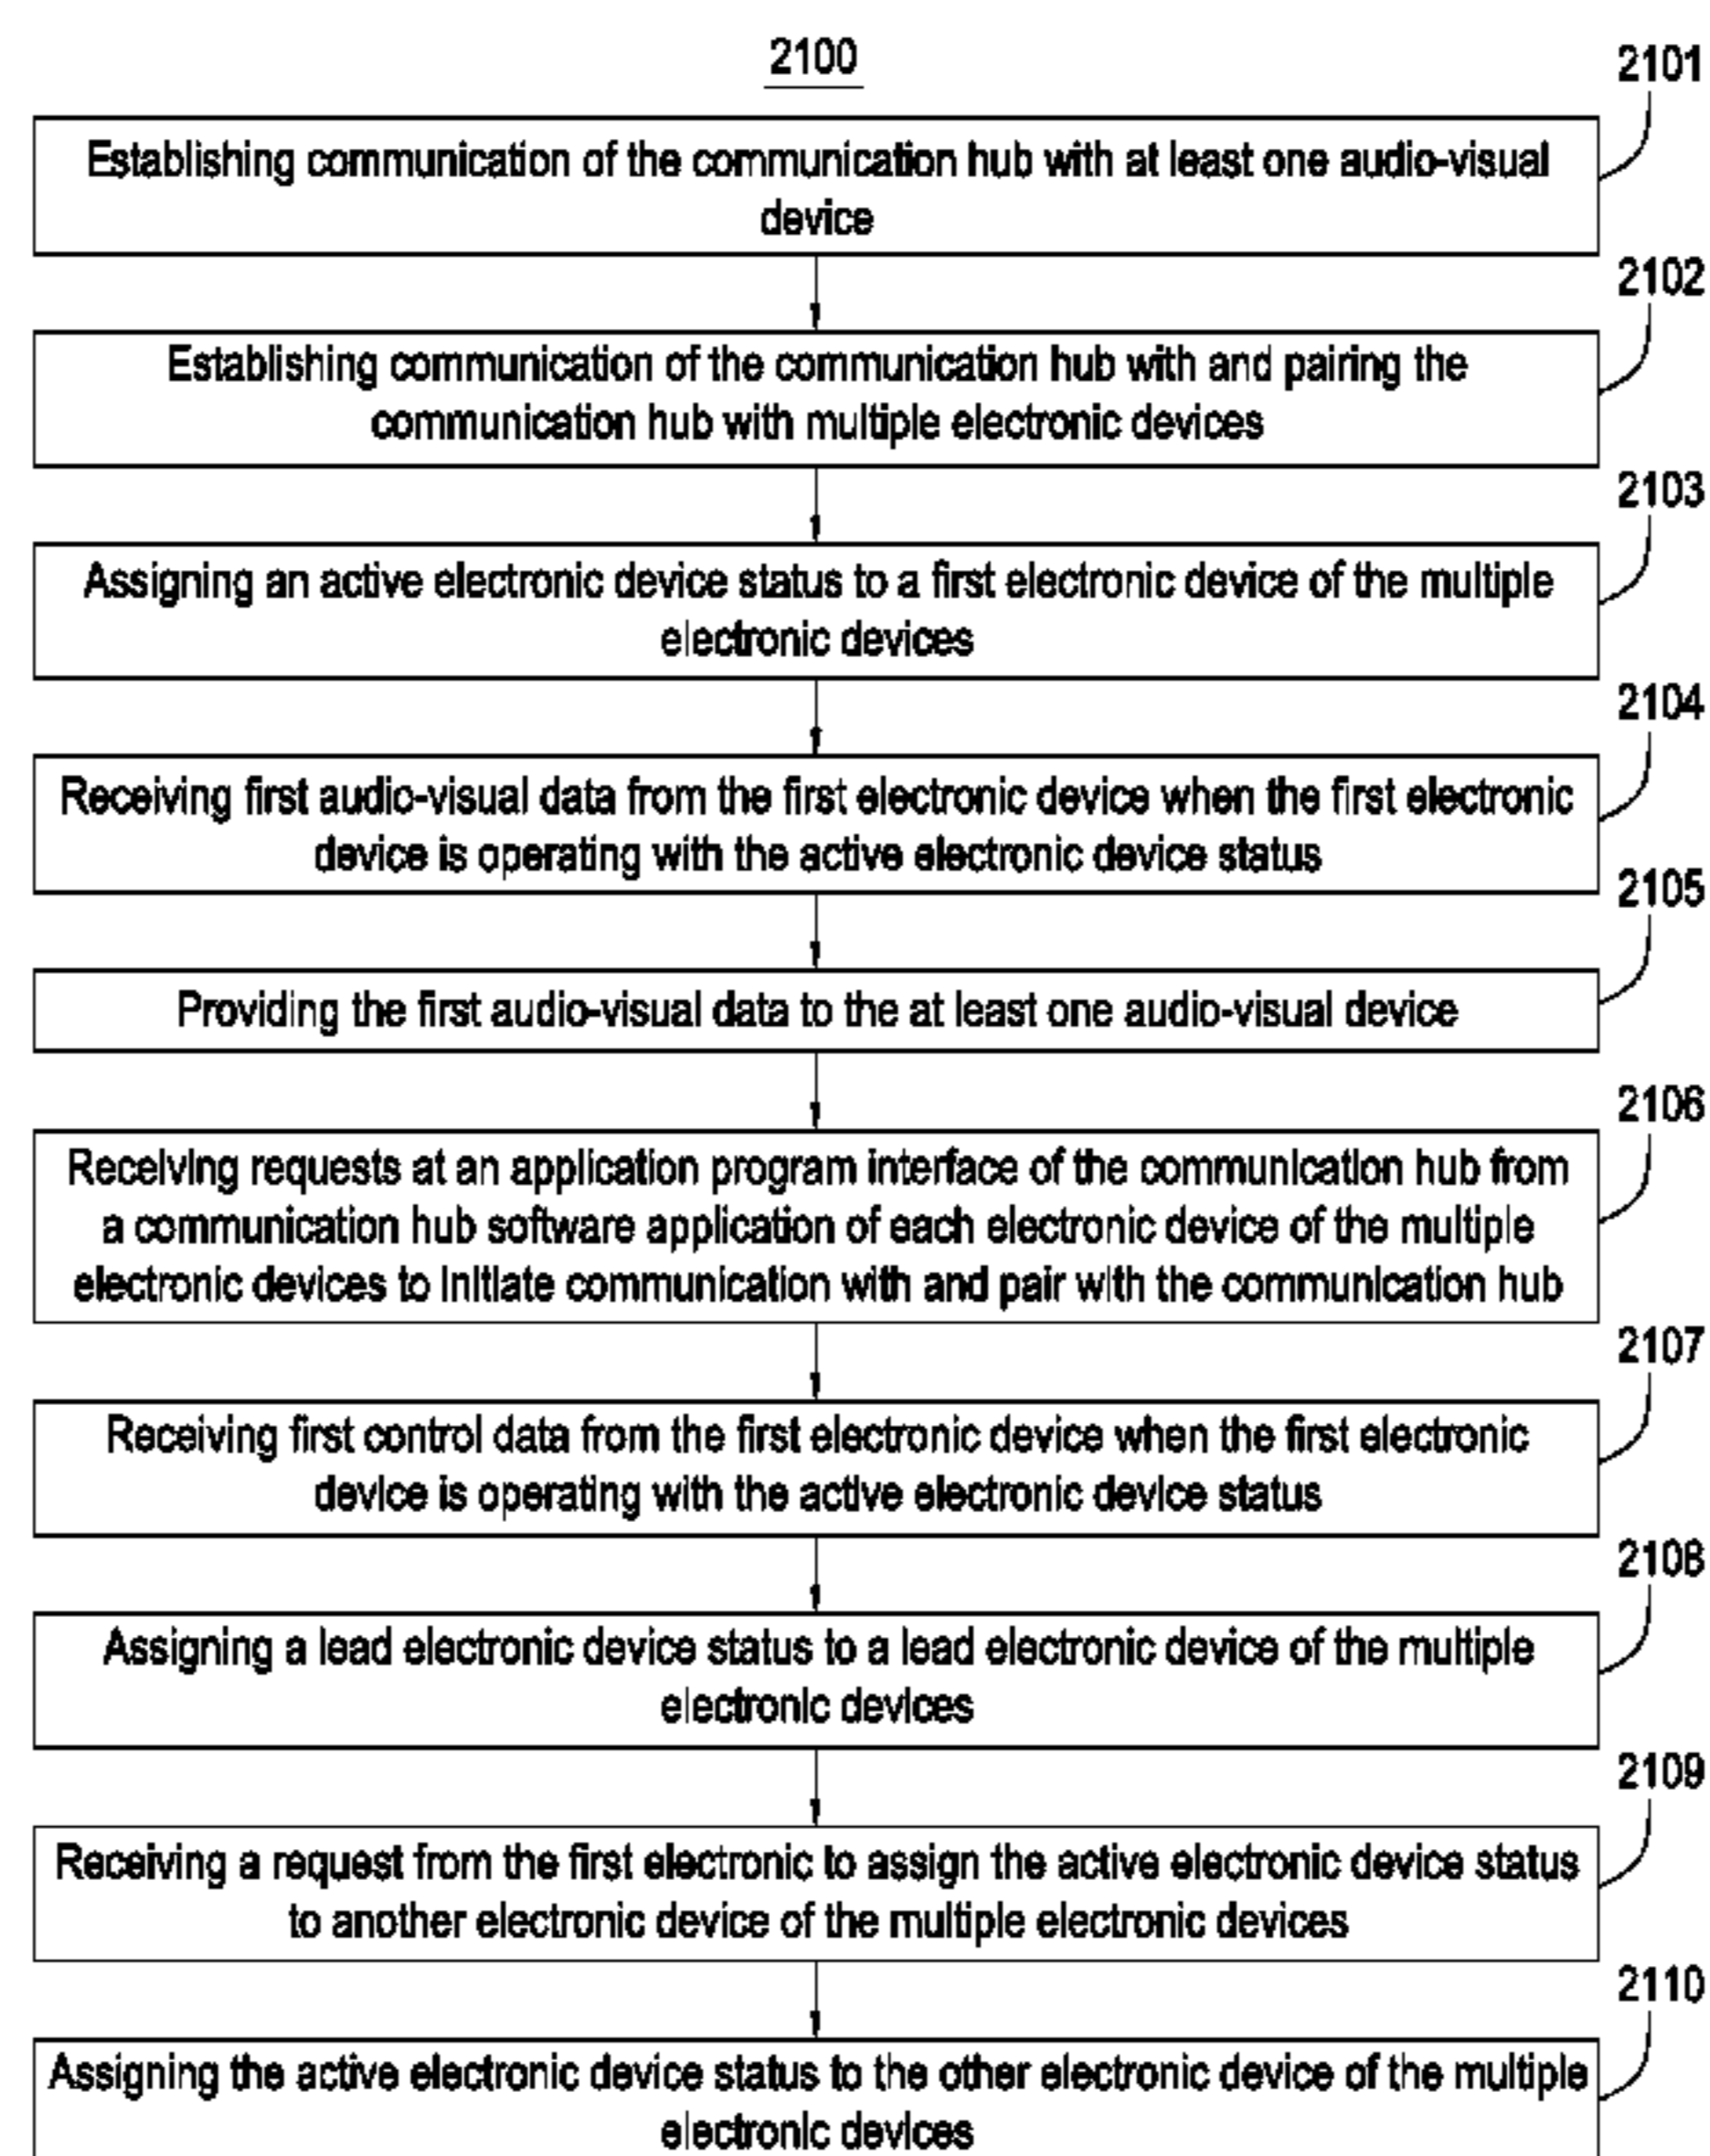 2100
2101
Establishing communication of the communication hub with at least one audio-visual
device
2102
Establishing communication of the communication hub with and pairing the
communication hub with multiple electronic devices
2103
Assigning an active electronic device status to a first electronic device of the multiple
electronic devices
2104
Receiving first audio-visual data from the first electronic device when the first electronic
device is operating with the active electronic device status
2105
Providing the first audio-visual data to the at least one audio-visual device
2106
Receiving requests at an application program interface of the communication hub from
a communication hub software application of each electronic device of the multiple
electronic devices to initiate communication with and pair with the communication hub
2107
Receiving first control data from the first electronic device when the first electronic
device is operating with the active electronic device status
2108
Assigning a lead electronic device status to a lead electronic device of the multiple
electronic devices
2109
Receiving a request from the first electronic to assign the active electronic device status
to another electronic device of the multiple electronic devices
2110
Assigning the active electronic device status to the other electronic device of the multiple
electronic devices